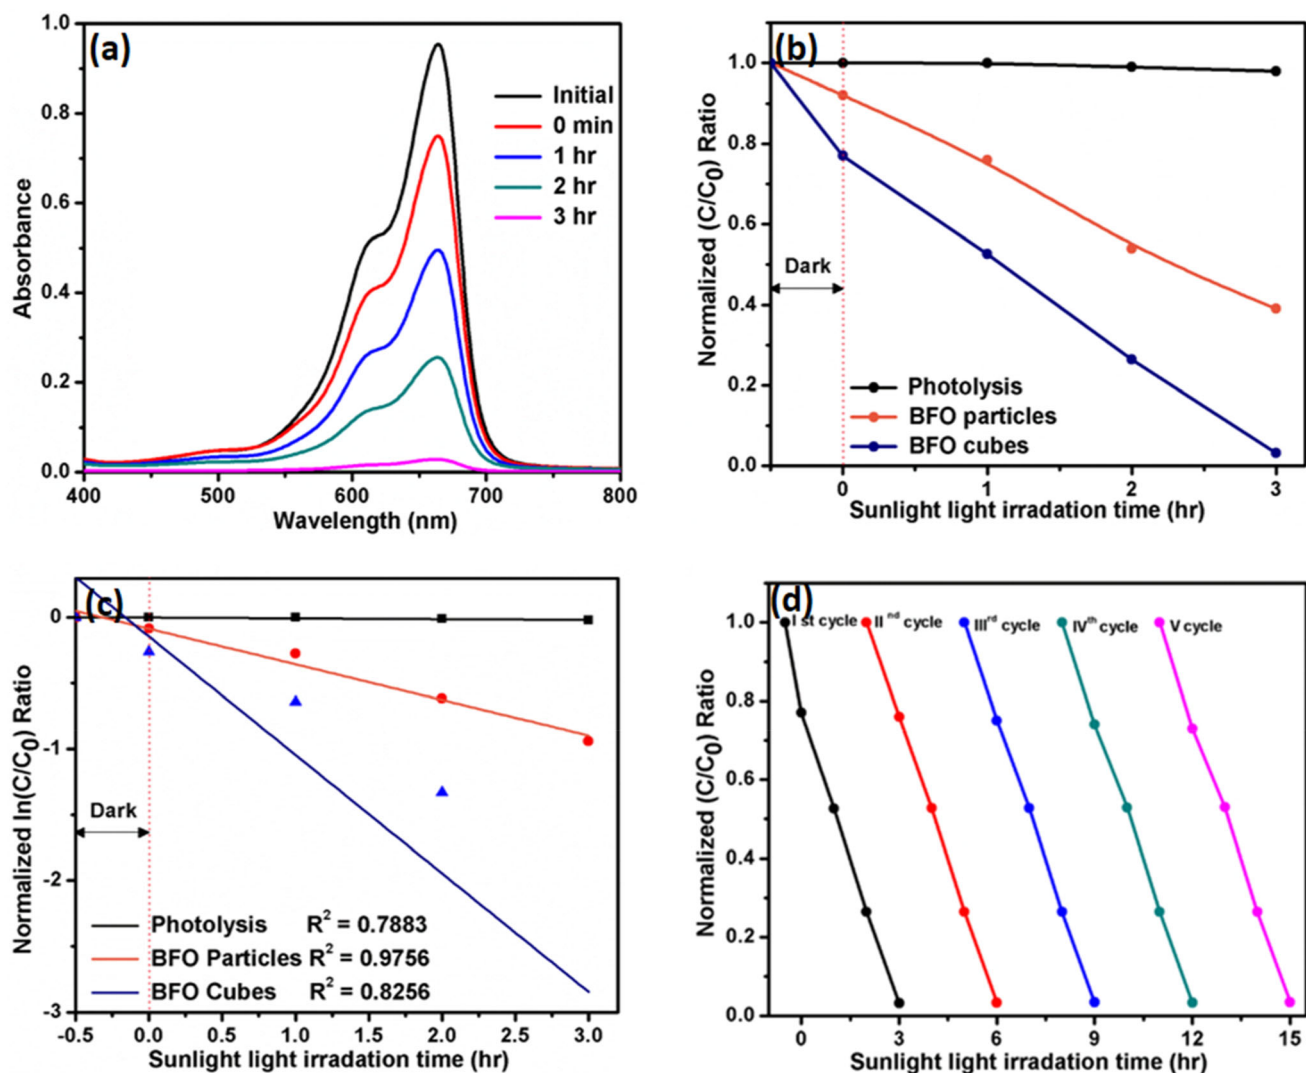 (a)
Absorbance
1.0
0.8
0.6
0.4
0.2
0.0
400 500 600 700 800
Wavelength (nm)
Initial
0 min
1 hr
2 hr
3 hr
(b)
Normalized (C/C0) Ratio
1.0
0.8
0.6
0.4
0.2
0.0
Dark
Photolysis
BFO particles
BFO cubes
0 1 2 3
Sunlight light irradation time (hr)
(c)
Normalized ln(C/C0) Ratio
0
-1
-2
-3
Dark
Photolysis R2 = 0.7883
BFO Particles R2 = 0.9756
BFO Cubes R2 = 0.8256
-0.5 0.0 0.5 1.0 1.5 2.0 2.5 3.0
Sunlight light irradation time (hr)
(d)
Normalized (C/C0) Ratio
1.0
0.8
0.6
0.4
0.2
0.0
I st cycle II nd cycle IIIrd cycle IVth cycle V cycle
0 3 6 9 12 15
Sunlight light irradation time (hr)